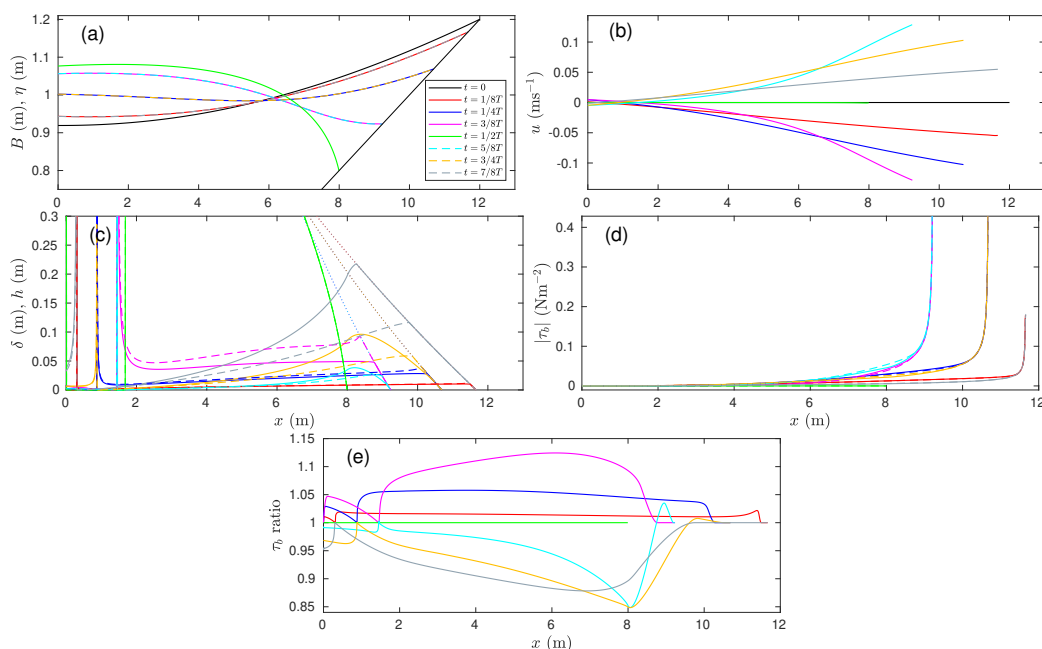 (a)
B (m), η (m)
1.2
1.1
1
0.9
0.8
0 2 4 6 8 10 12
t = 0
t = 1/8T
t = 1/4T
t = 3/8T
t = 1/2T
t = 5/8T
t = 3/4T
t = 7/8T
(b)
u (ms⁻¹)
0.1
0.05
0
-0.05
-0.1
0 2 4 6 8 10 12
(c)
δ (m), h (m)
0.3
0.25
0.2
0.15
0.1
0.05
0
0 2 4 6 8 10 12
x (m)
(d)
|τ_b| (Nm⁻²)
0.4
0.3
0.2
0.1
0
0 2 4 6 8 10 12
x (m)
(e)
τ_b ratio
1.15
1.1
1.05
1
0.95
0.9
0.85
0 2 4 6 8 10 12
x (m)